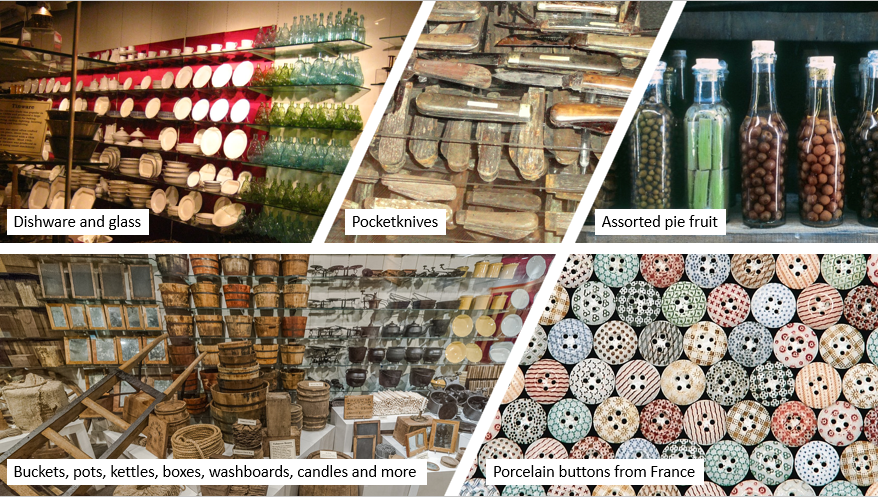 Dishware and glass
Pocketknives
Assorted pie fruit
Buckets, pots, kettles, boxes, washboards, candles and more
Porcelain buttons from France